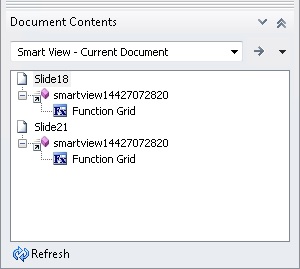 Document Contents
Smart View - Current Document
Slide18
smartview14427072820
Fx Function Grid
Slide21
smartview14427072820
Fx Function Grid
Refresh